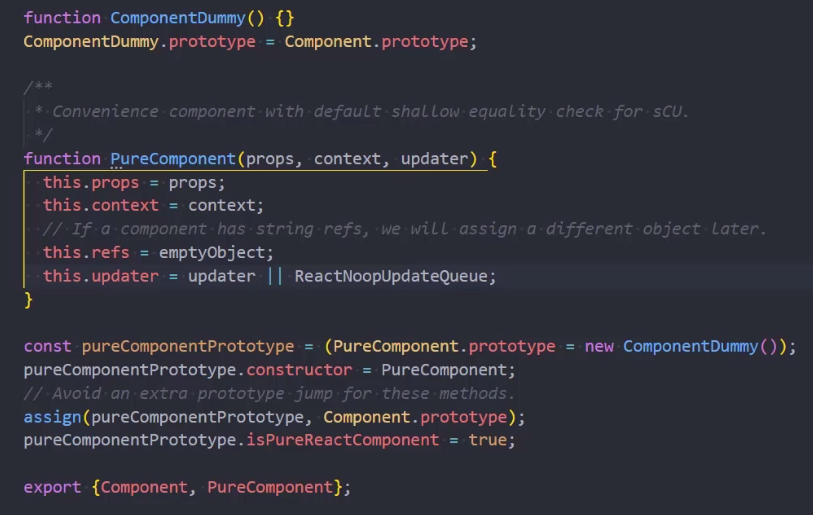 function ComponentDummy() {}
ComponentDummy.prototype = Component.prototype;
/**
* Convenience component with default shallow equality check for sCU.
*/
function PureComponent(props, context, updater) {
this.props = props;
this.context = context;
// If a component has string refs, we will assign a different object later.
this.refs = emptyObject;
this.updater = updater || ReactNoopUpdateQueue;
}
const pureComponentPrototype = (PureComponent.prototype = new ComponentDummy());
pureComponentPrototype.constructor = PureComponent;
// Avoid an extra prototype jump for these methods.
assign(pureComponentPrototype, Component.prototype);
pureComponentPrototype.isPureReactComponent = true;
export {Component, PureComponent};